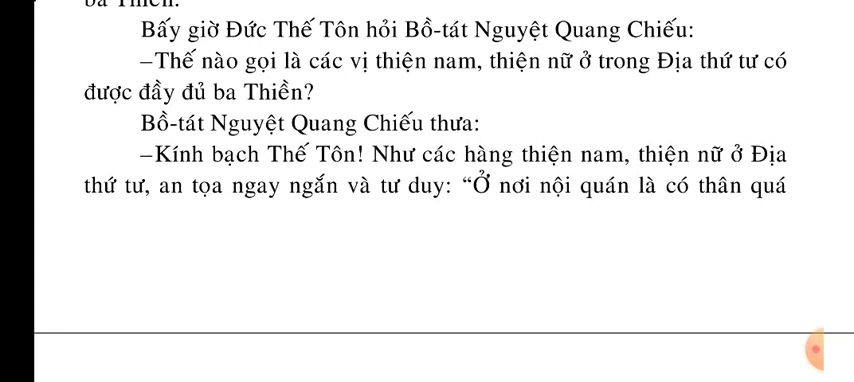 Bấy giờ Đức Thế Tôn hỏi Bồ-tát Nguyệt Quang Chiếu:
–Thế nào gọi là các vị thiện nam, thiện nữ ở trong Địa thứ tư có
được đầy đủ ba Thiền?
Bồ-tát Nguyệt Quang Chiếu thưa:
–Kính bạch Thế Tôn! Như các hàng thiện nam, thiện nữ ở Địa
thứ tư, an tọa ngay ngắn và tư duy: “Ở nơi nội quán là có thân quá